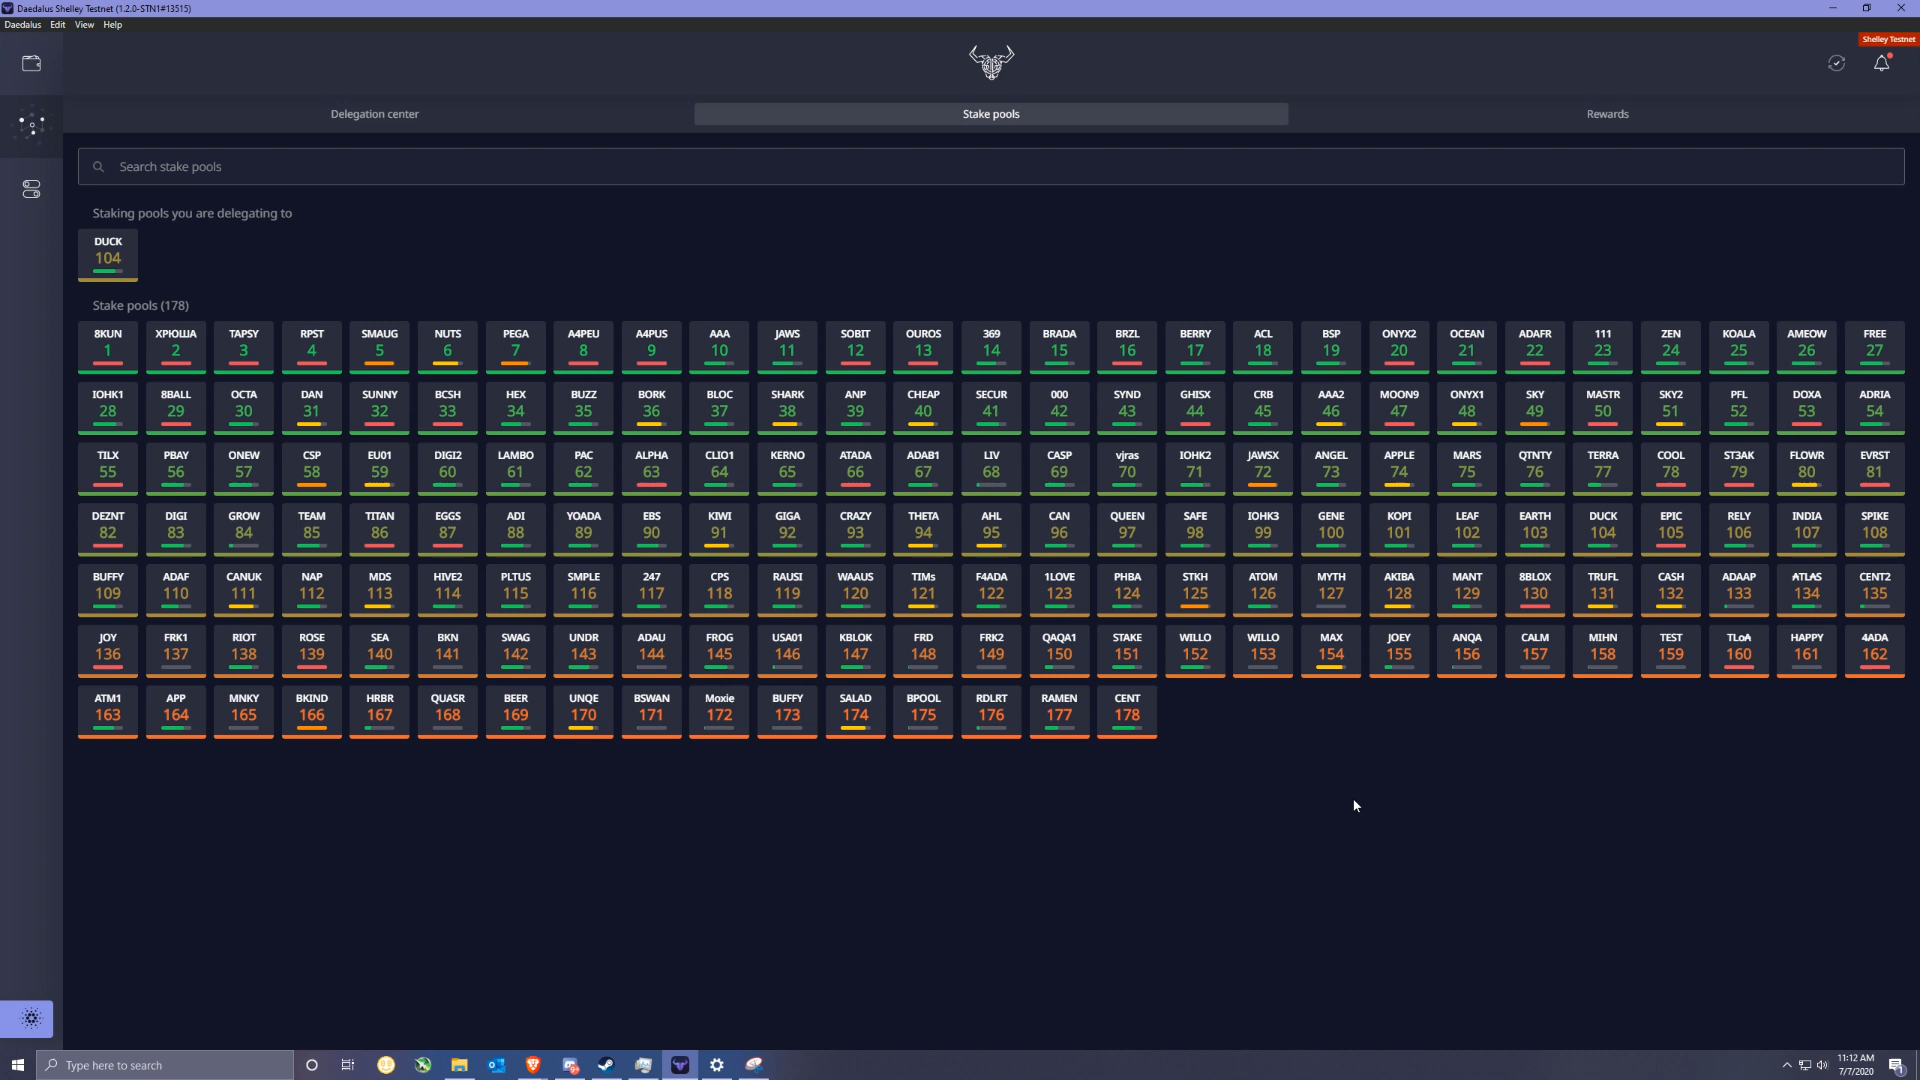 Daedalus Shelley Testnet (1.2.0-STN1#13515)
Daedalus Edit View Help
Shelley Testnet
Delegation center Stake pools Rewards
Search stake pools
Staking pools you are delegating to
DUCK
104
Stake pools (178)
8KUN ХРЮША TAPSY RPST SMAUG NUTS PEGA A4PEU A4PUS AAA JAWS SOBIT OUROS 369 BRADA BRZL BERRY ACL BSP ONYX2 OCEAN ADAFR 111 ZEN KOALA AMEOW FREE
1 2 3 4 5 6 7 8 9 10 11 12 13 14 15 16 17 18 19 20 21 22 23 24 25 26 27
IOHK1 8BALL OCTA DAN SUNNY BCSH HEX BUZZ BORK BLOC SHARK ANP CHEAP SECUR 000 SYND GHISX CRB AAA2 MOON9 ONYX1 SKY MASTR SKY2 PFL DOXA ADRIA
28 29 30 31 32 33 34 35 36 37 38 39 40 41 42 43 44 45 46 47 48 49 50 51 52 53 54
TILX PBAY ONEW CSP EU01 DIGI2 LAMBO PAC ALPHA CLIO1 KERNO ATADA ADAB1 LIV CASP vjras IOHK2 JAWSX ANGEL APPLE MARS QTNTY TERRA COOL ST3AK FLOWR EVRST
55 56 57 58 59 60 61 62 63 64 65 66 67 68 69 70 71 72 73 74 75 76 77 78 79 80 81
DEZNT DIGI GROW TEAM TITAN EGGS ADI YOADA EBS KIWI GIGA CRAZY THETA AHL CAN QUEEN SAFE IOHK3 GENE KOPI LEAF EARTH DUCK EPIC RELY INDIA SPIKE
82 83 84 85 86 87 88 89 90 91 92 93 94 95 96 97 98 99 100 101 102 103 104 105 106 107 108
BUFFY ADAF CANUK NAP MDS HIVE2 PLTUS SMPLE 247 CPS RAUSI WAAUS TIMs F4ADA 1LOVE PHBA STKH ATOM MYTH AKIBA MANT 8BLOX TRUFL CASH ADAAP ATLAS CENT2
109 110 111 112 113 114 115 116 117 118 119 120 121 122 123 124 125 126 127 128 129 130 131 132 133 134 135
JOY FRK1 RIOT ROSE SEA BKN SWAG UNDR ADAU FROG USA01 KBLOK FRD FRK2 QAQA1 STAKE WILLO WILLO MAX JOEY ANQA CALM MIHN TEST TLoA HAPPY 4ADA
136 137 138 139 140 141 142 143 144 145 146 147 148 149 150 151 152 153 154 155 156 157 158 159 160 161 162
ATM1 APP MNKY BKIND HRBR QUASR BEER UNQE BSWAN Moxie BUFFY SALAD BPOOL RDLRT RAMEN CENT
163 164 165 166 167 168 169 170 171 172 173 174 175 176 177 178
Type here to search
11:12 AM
7/7/2020